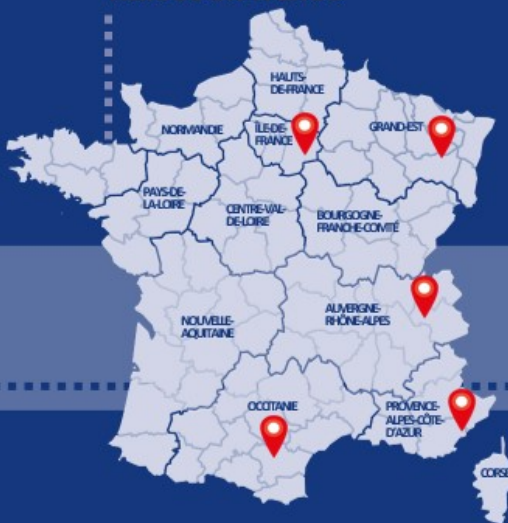 HAUTS-
DE-FRANCE
NORMANDIE
ÎLE-DE-
FRANCE
GRAND-EST
PAYS-DE-
LA-LOIRE
CENTRE-VAL-
DE-LOIRE
BOURGOGNE-
FRANCHE-COMTÉ
NOUVELLE-
AQUITAINE
AUVERGNE-
RHÔNE-ALPES
OCCITANIE
PROVENCE-
ALPES-CÔTE-
D'AZUR
CORSE